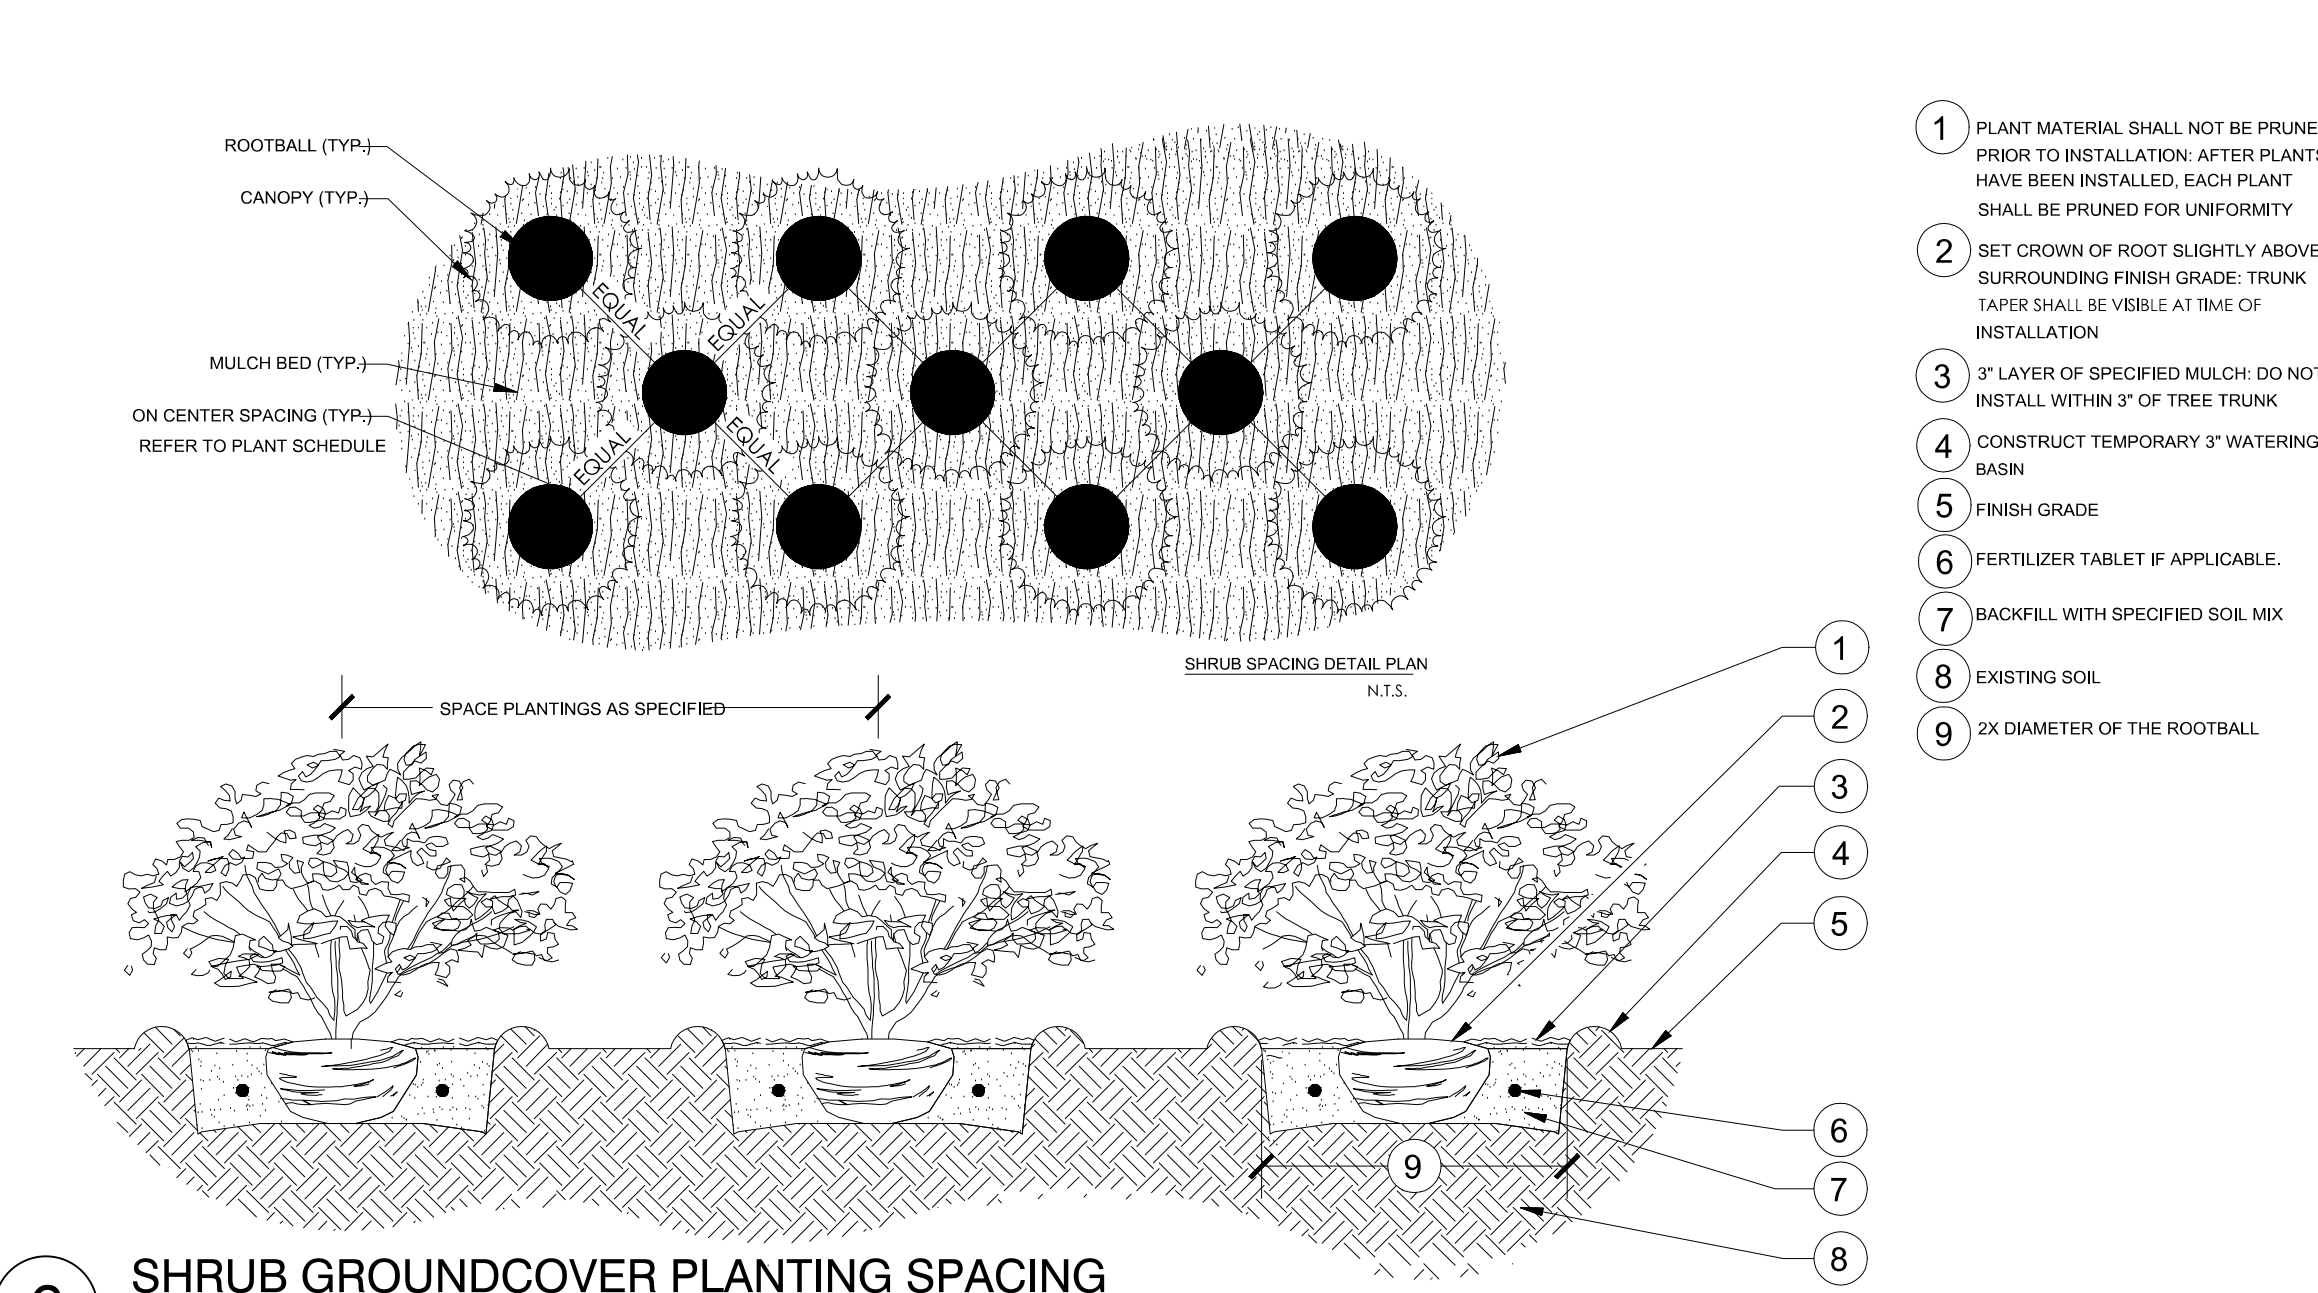 ROOTBALL (TYP.)
CANOPY (TYP.)
MULCH BED (TYP.)
ON CENTER SPACING (TYP.)
REFER TO PLANT SCHEDULE
EQUAL
EQUAL
EQUAL
EQUAL
SHRUB SPACING DETAIL PLAN
N.T.S.
SPACE PLANTINGS AS SPECIFIED
1
2
3
4
5
6
7
8
9
1 PLANT MATERIAL SHALL NOT BE PRUNE
PRIOR TO INSTALLATION: AFTER PLANTS
HAVE BEEN INSTALLED, EACH PLANT
SHALL BE PRUNED FOR UNIFORMITY
2 SET CROWN OF ROOT SLIGHTLY ABOVE
SURROUNDING FINISH GRADE: TRUNK
TAPER SHALL BE VISIBLE AT TIME OF
INSTALLATION
3 3" LAYER OF SPECIFIED MULCH: DO NOT
INSTALL WITHIN 3" OF TREE TRUNK
4 CONSTRUCT TEMPORARY 3" WATERING
BASIN
5 FINISH GRADE
6 FERTILIZER TABLET IF APPLICABLE.
7 BACKFILL WITH SPECIFIED SOIL MIX
8 EXISTING SOIL
9 2X DIAMETER OF THE ROOTBALL
SHRUB GROUNDCOVER PLANTING SPACING